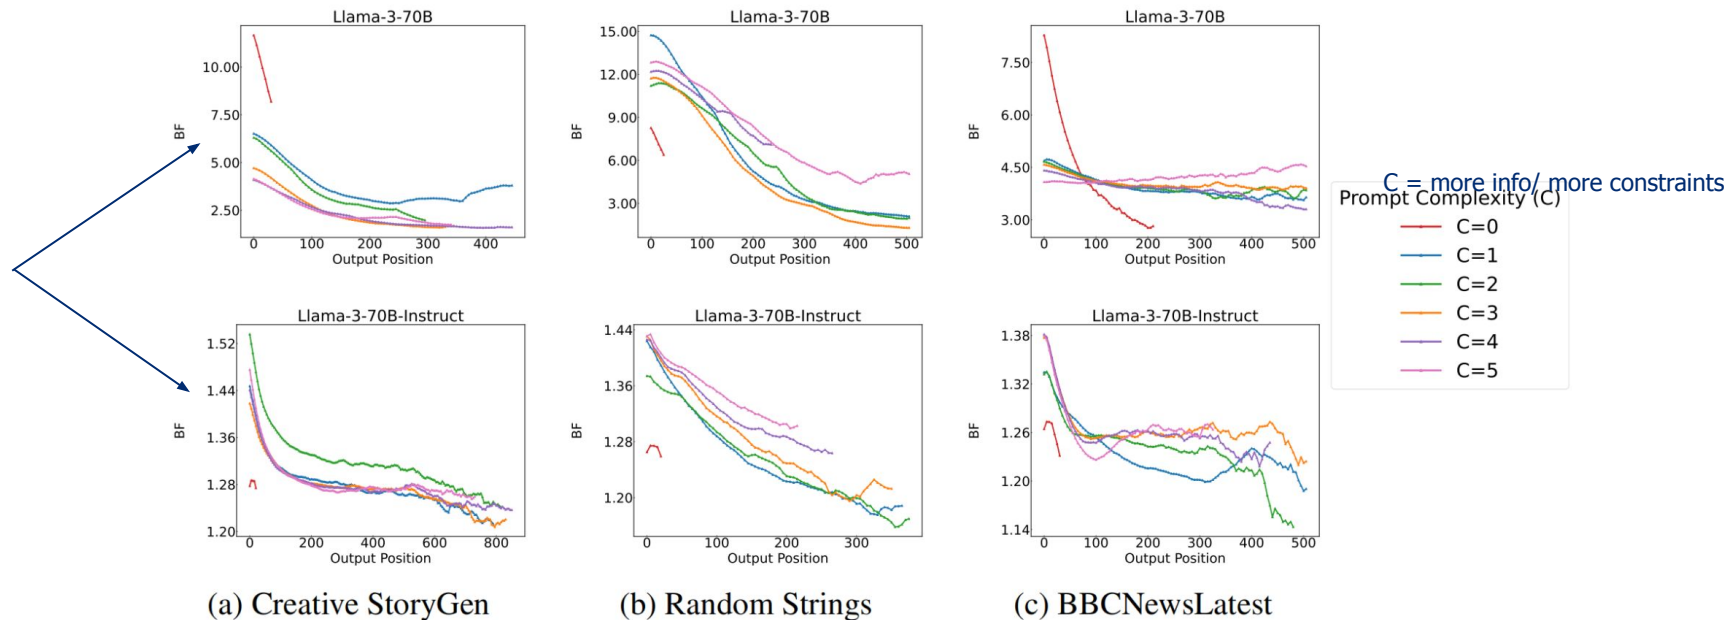 Llama-3-70B
10.00
7.50
5.00
2.50
BF
0 100 200 300 400
Output Position
Llama-3-70B
15.00
12.00
9.00
6.00
3.00
BF
0 100 200 300 400 500
Output Position
Llama-3-70B
7.50
6.00
4.50
3.00
BF
0 100 200 300 400 500
Output Position
C = more info/ more constraints
Prompt Complexity (C)
C=0
C=1
C=2
C=3
C=4
C=5
Llama-3-70B-Instruct
1.52
1.44
1.36
1.28
1.20
BF
0 200 400 600 800
Output Position
Llama-3-70B-Instruct
1.44
1.36
1.28
1.20
BF
0 100 200 300
Output Position
Llama-3-70B-Instruct
1.38
1.32
1.26
1.20
1.14
BF
0 100 200 300 400 500
Output Position
(a) Creative StoryGen
(b) Random Strings
(c) BBCNewsLatest